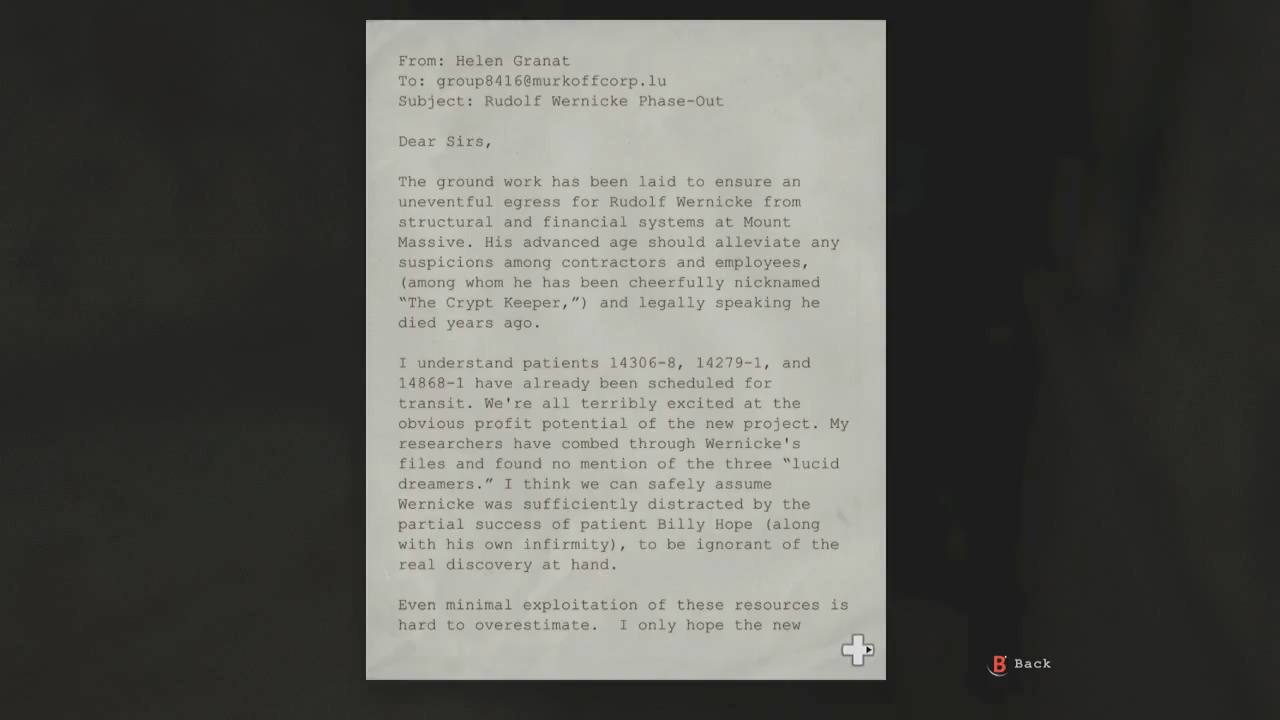 From: Helen Granat
To: group8416@murkoffcorp.lu
Subject: Rudolf Wernicke Phase-Out
Dear Sirs,
The ground work has been laid to ensure an
uneventful egress for Rudolf Wernicke from
structural and financial systems at Mount
Massive. His advanced age should alleviate any
suspicions among contractors and employees,
(among whom he has been cheerfully nicknamed
“The Crypt Keeper,”) and legally speaking he
died years ago.
I understand patients 14306-8, 14279-1, and
14868-1 have already been scheduled for
transit. We're all terribly excited at the
obvious profit potential of the new project. My
researchers have combed through Wernicke's
files and found no mention of the three “lucid
dreamers.” I think we can safely assume
Wernicke was sufficiently distracted by the
partial success of patient Billy Hope (along
with his own infirmity), to be ignorant of the
real discovery at hand.
Even minimal exploitation of these resources is
hard to overestimate.  I only hope the new
B Back